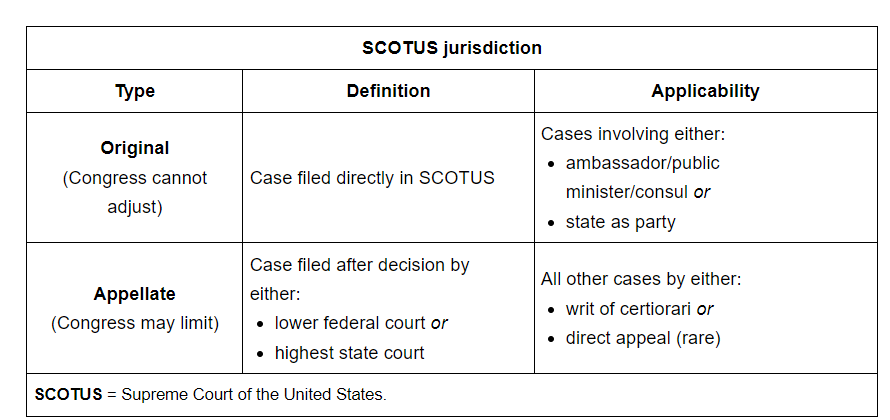 SCOTUS jurisdiction
Type
Definition
Applicability
Original
(Congress cannot
adjust)
Case filed directly in SCOTUS
Cases involving either:
• ambassador/public
minister/consul or
• state as party
Appellate
(Congress may limit)
Case filed after decision by
either:
• lower federal court or
• highest state court
All other cases by either:
• writ of certiorari or
• direct appeal (rare)
SCOTUS = Supreme Court of the United States.